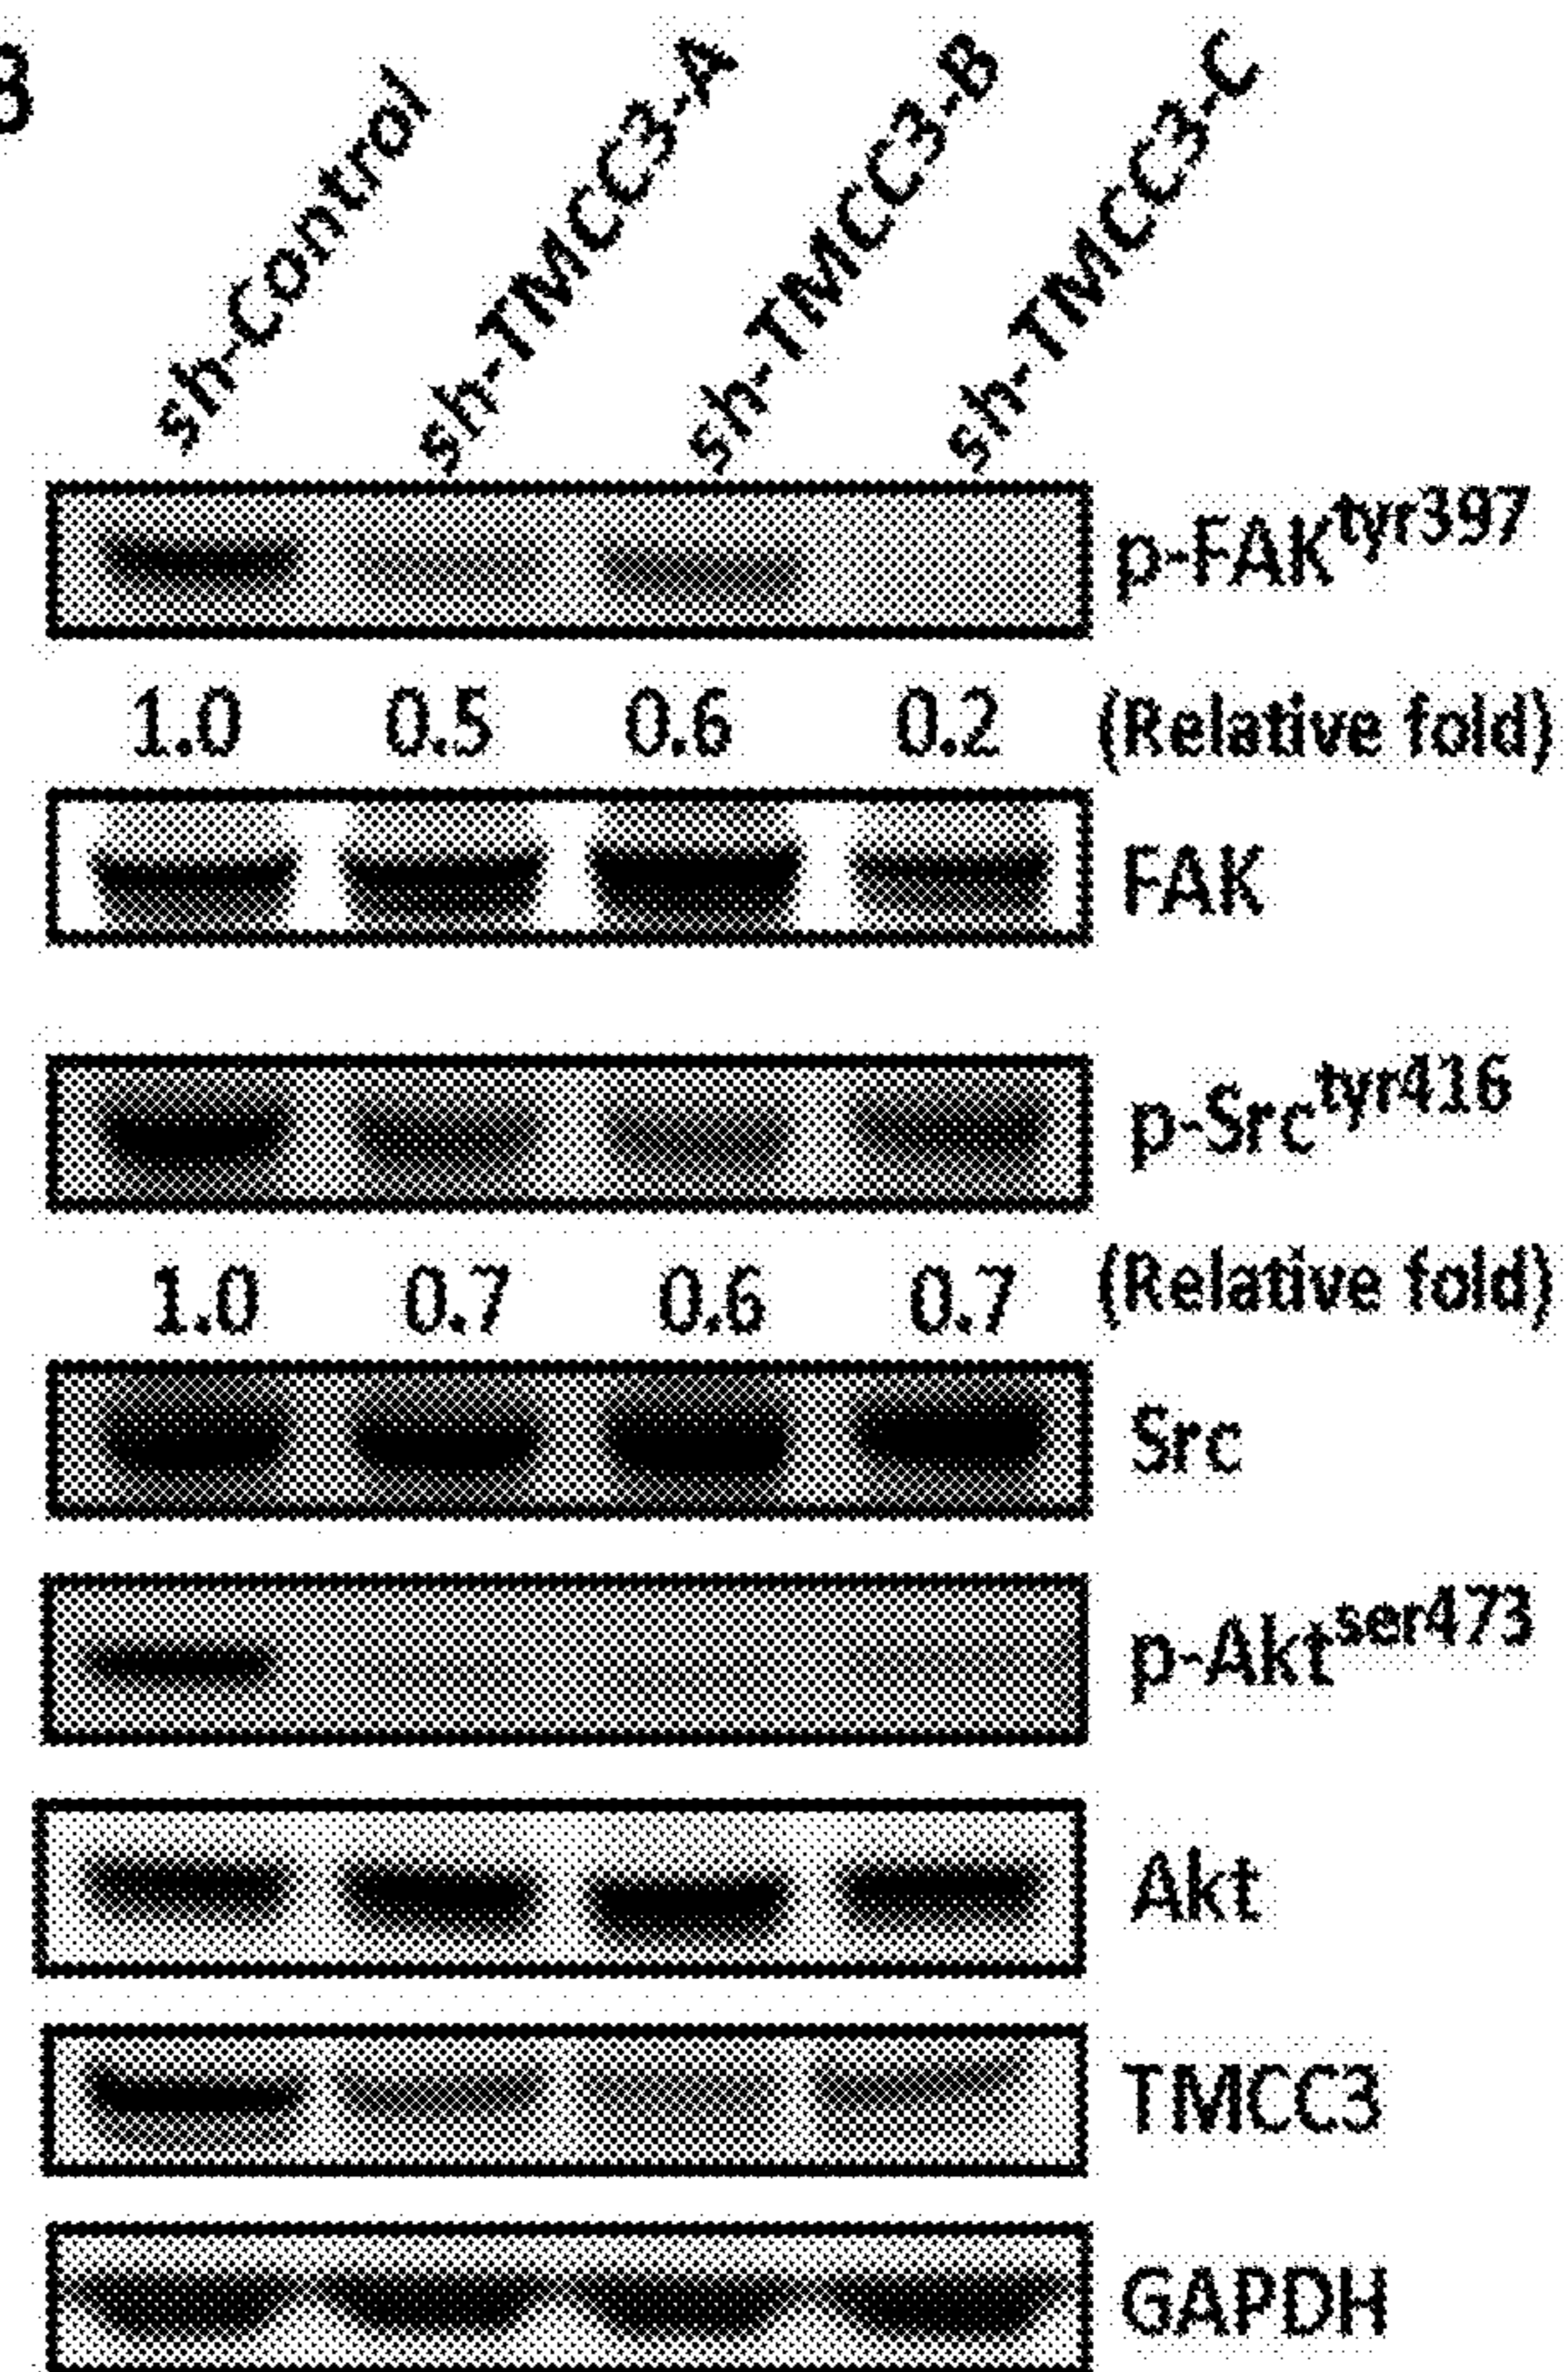 B
sh-Control
sh-TMCC3-A
sh-TMCC3-B
sh-TMCC3-C
p-FAKtyr397
1.0 0.5 0.6 0.2 (Relative fold)
FAK
p-Srctyr416
1.0 0.7 0.6 0.7 (Relative fold)
Src
p-Aktser473
Akt
TMCC3
GAPDH